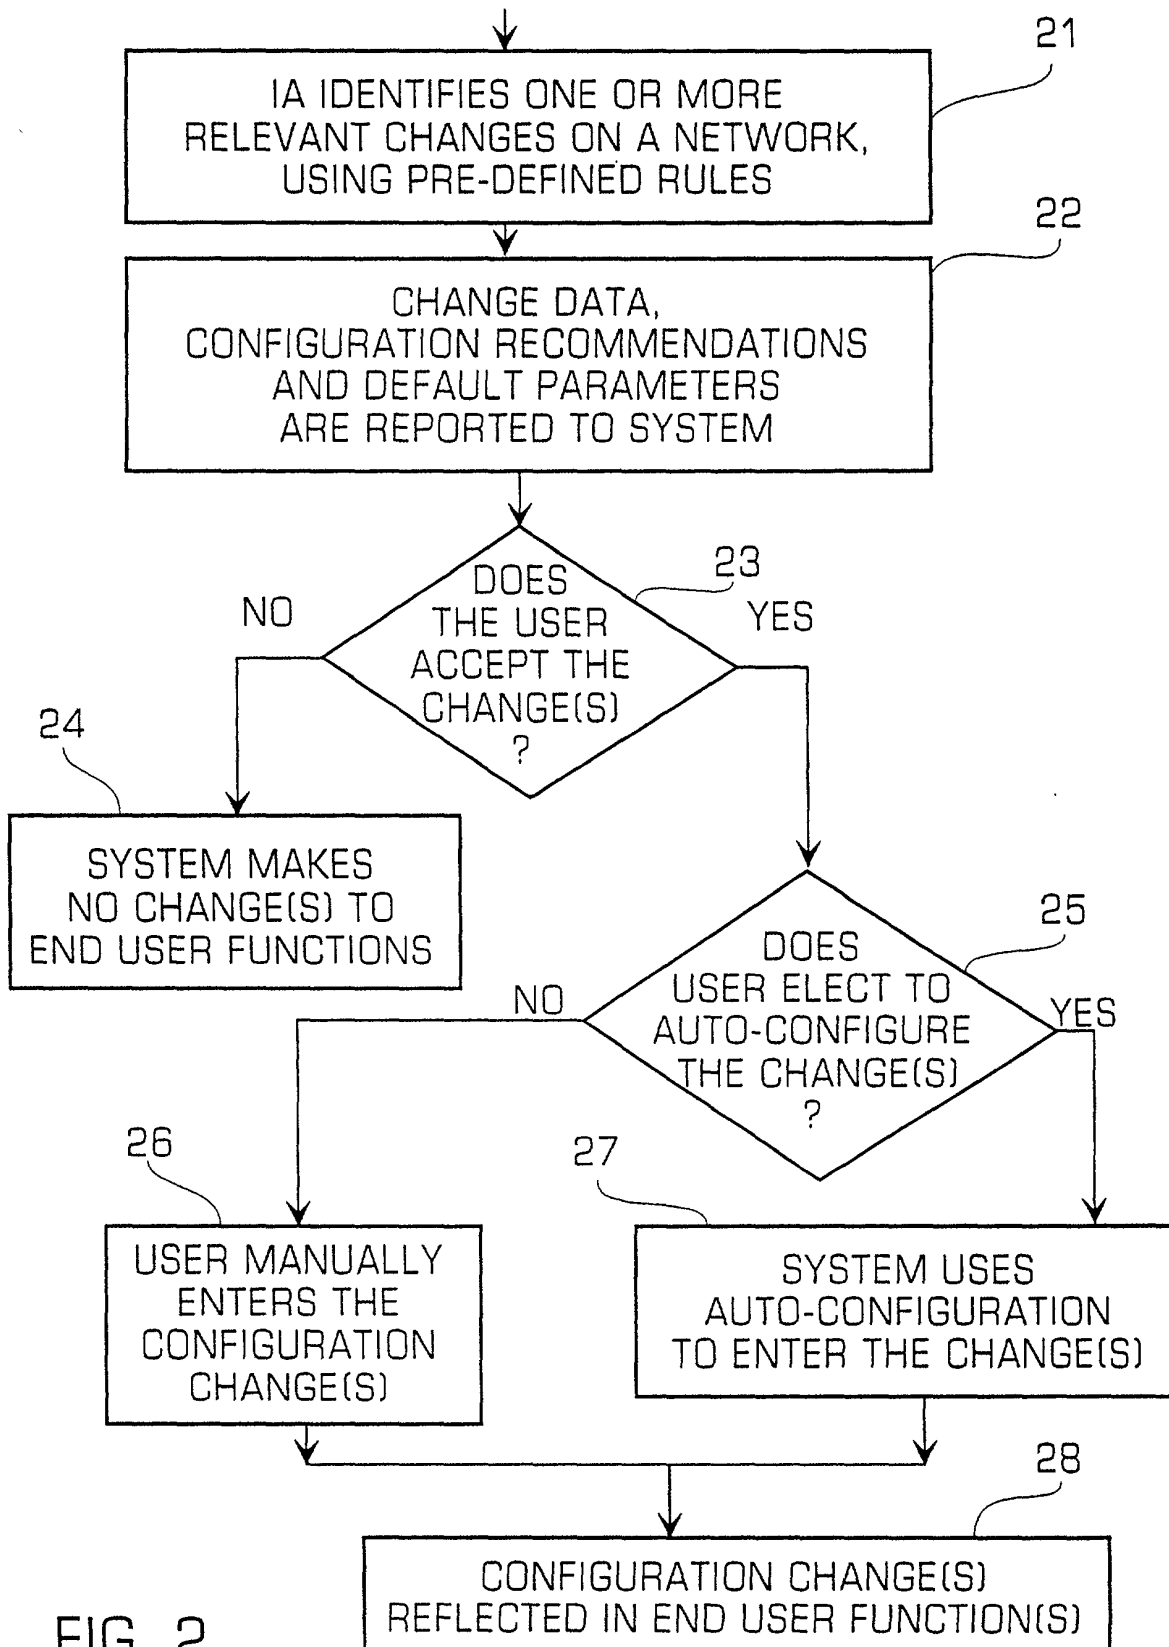 21
IA IDENTIFIES ONE OR MORE
RELEVANT CHANGES ON A NETWORK,
USING PRE-DEFINED RULES
22
CHANGE DATA,
CONFIGURATION RECOMMENDATIONS
AND DEFAULT PARAMETERS
ARE REPORTED TO SYSTEM
23
DOES
THE USER
ACCEPT THE
CHANGE(S)
?
NO
YES
24
SYSTEM MAKES
NO CHANGE(S) TO
END USER FUNCTIONS
25
DOES
USER ELECT TO
AUTO-CONFIGURE
THE CHANGE(S)
?
NO
YES
26
USER MANUALLY
ENTERS THE
CONFIGURATION
CHANGE(S)
27
SYSTEM USES
AUTO-CONFIGURATION
TO ENTER THE CHANGE(S)
28
CONFIGURATION CHANGE(S)
REFLECTED IN END USER FUNCTION(S)
FIG. 2